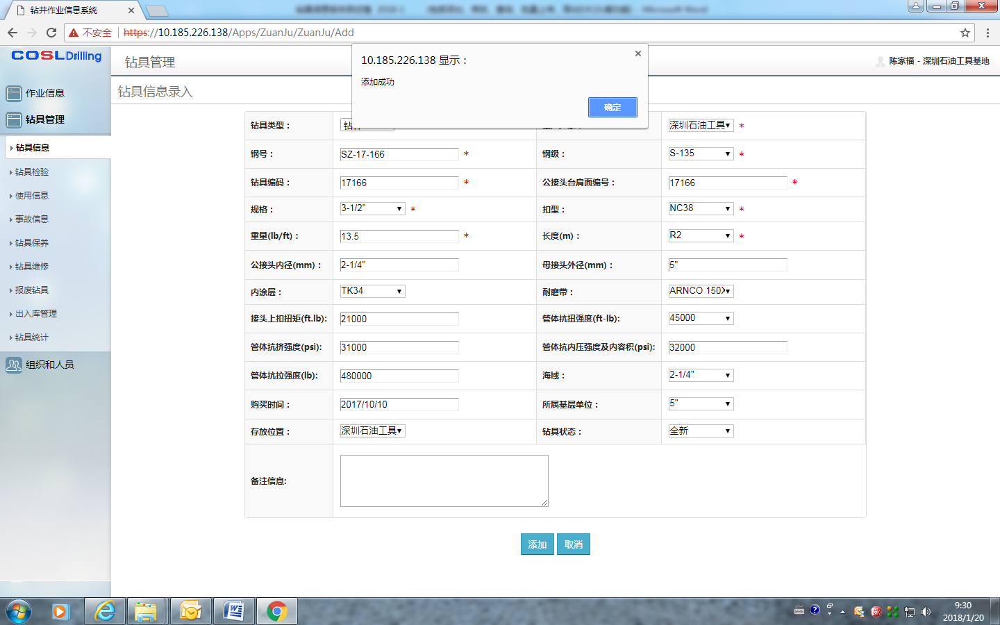 钻井作业信息系统
不安全 https://10.185.226.138/Apps/ZuanJu/ZuanJu/Add
COSL Drilling
钻具管理
陈家福 - 深圳石油工具基地
10.185.226.138 显示：
添加成功
确定
作业信息
钻具管理
钻具信息
钻具检验
使用信息
事故信息
钻具保养
钻具维修
报废钻具
出入库管理
钻具统计
组织和人员
钻具信息录入
钻具类型：
深圳石油工具 *
钢号： SZ-17-166 * 钢级： S-135 *
钻具编码： 17166 * 公接头台肩面编号： 17166 *
规格： 3-1/2" * 扣型： NC38 *
重量(lb/ft)： 13.5 * 长度(m)： R2 *
公接头内径(mm)： 2-1/4" 母接头外径(mm)： 5"
内涂层： TK34 耐磨带： ARNCO 150X
接头上扣扭矩(ft.lb): 21000 管体抗扭强度(ft-lb): 45000
管体抗挤强度(psi): 31000 管体抗内压强度及内容积(psi): 32000
管体抗拉强度(lb): 480000 海域： 2-1/4"
购买时间： 2017/10/10 所属基层单位： 5"
存放位置： 深圳石油工具 钻具状态： 全新
备注信息:
添加 取消
9:30
2018/1/20